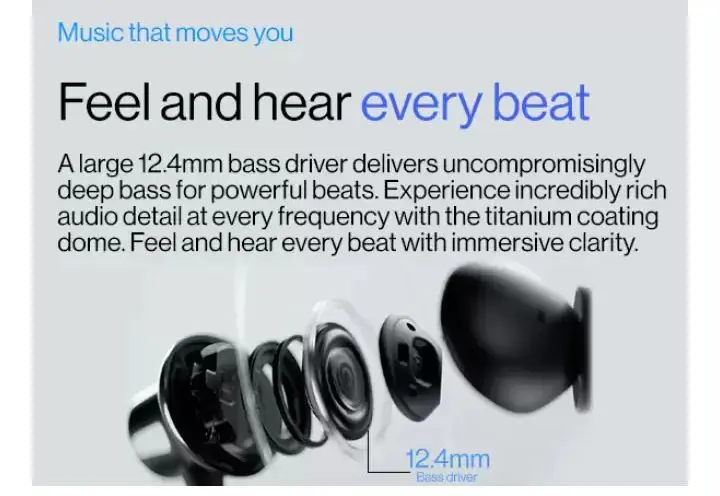 Music that moves you
Feel and hear every beat
A large 12.4mm bass driver delivers uncompromisingly
deep bass for powerful beats. Experience incredibly rich
audio detail at every frequency with the titanium coating
dome. Feel and hear every beat with immersive clarity.
12.4mm
Bass driver